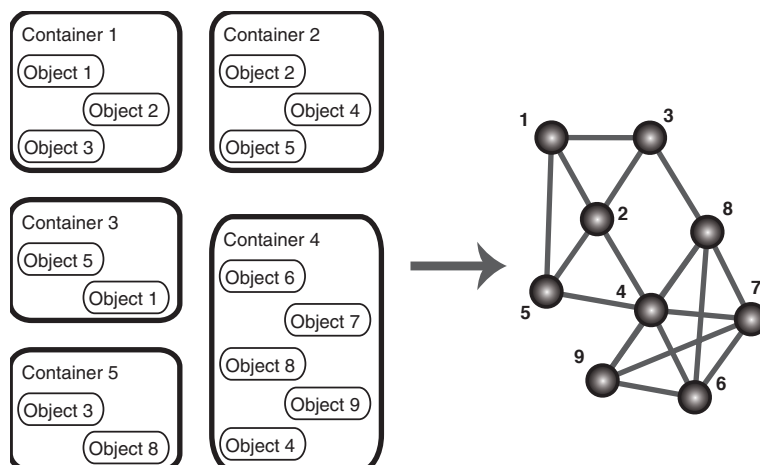 Container 1
Object 1
Object 2
Object 3
Container 2
Object 2
Object 4
Object 5
Container 3
Object 5
Object 1
Container 4
Object 6
Object 7
Object 8
Object 9
Object 4
Container 5
Object 3
Object 8
1
3
2
8
5
4
7
9
6